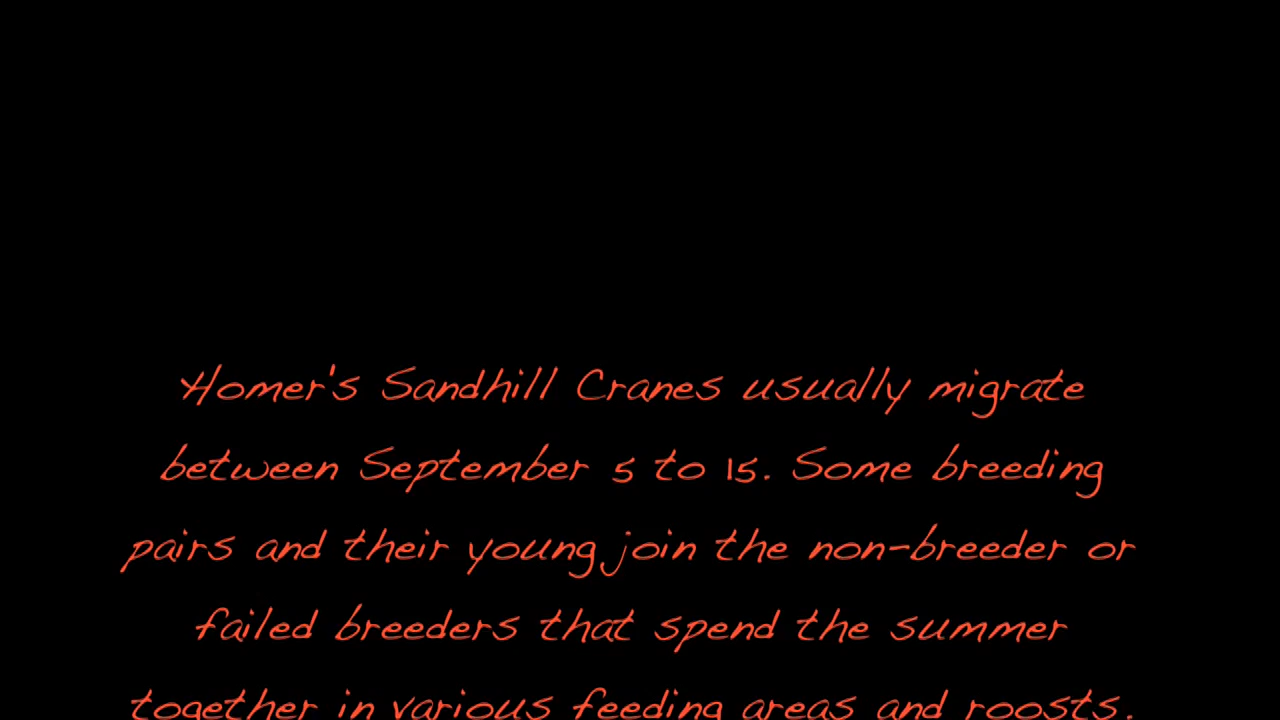 Homer's Sandhill Cranes usually migrate
between September 5 to 15. Some breeding
pairs and their young join the non-breeder or
failed breeders that spend the summer
together in various feeding areas and roosts.